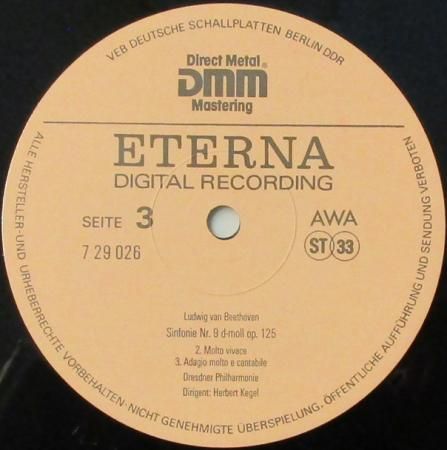 VEB DEUTSCHE SCHALLPLATTEN BERLIN DDR
Direct Metal
DMM®
Mastering
ETERNA
DIGITAL RECORDING
SEITE 3
AWA
7 29 026
ST 33
Ludwig van Beethoven
Sinfonie Nr. 9 d-moll op. 125
2. Molto vivace
3. Adagio molto e cantabile
Dresdner Philharmonie
Dirigent: Herbert Kegel
ALLE HERSTELLER- UND URHEBERRECHTE VORBEHALTEN · NICHT GENEHMIGTE ÜBERSPIELUNG, ÖFFENTLICHE AUFFÜHRUNG UND SENDUNG VERBOTEN